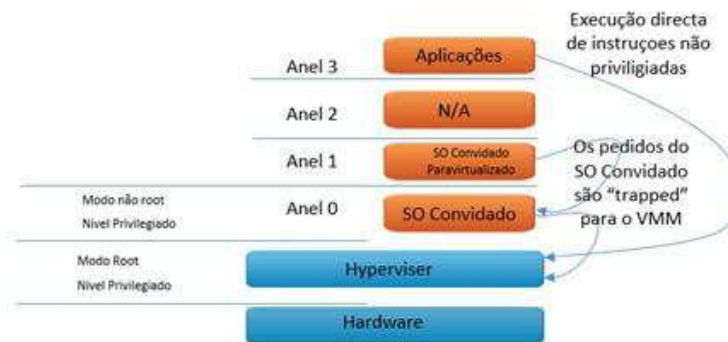 Execução directa
de instruçoes não
priviligiadas
Anel 3
Aplicações
Anel 2
N/A
Anel 1
SO Convidado
Paravirtualizado
Os pedidos do
SO Convidado
são “trapped”
para o VMM
Modo não root
Nivel Privilegiado
Anel 0
SO Convidado
Modo Root
Nivel Privilegiado
Hyperviser
Hardware